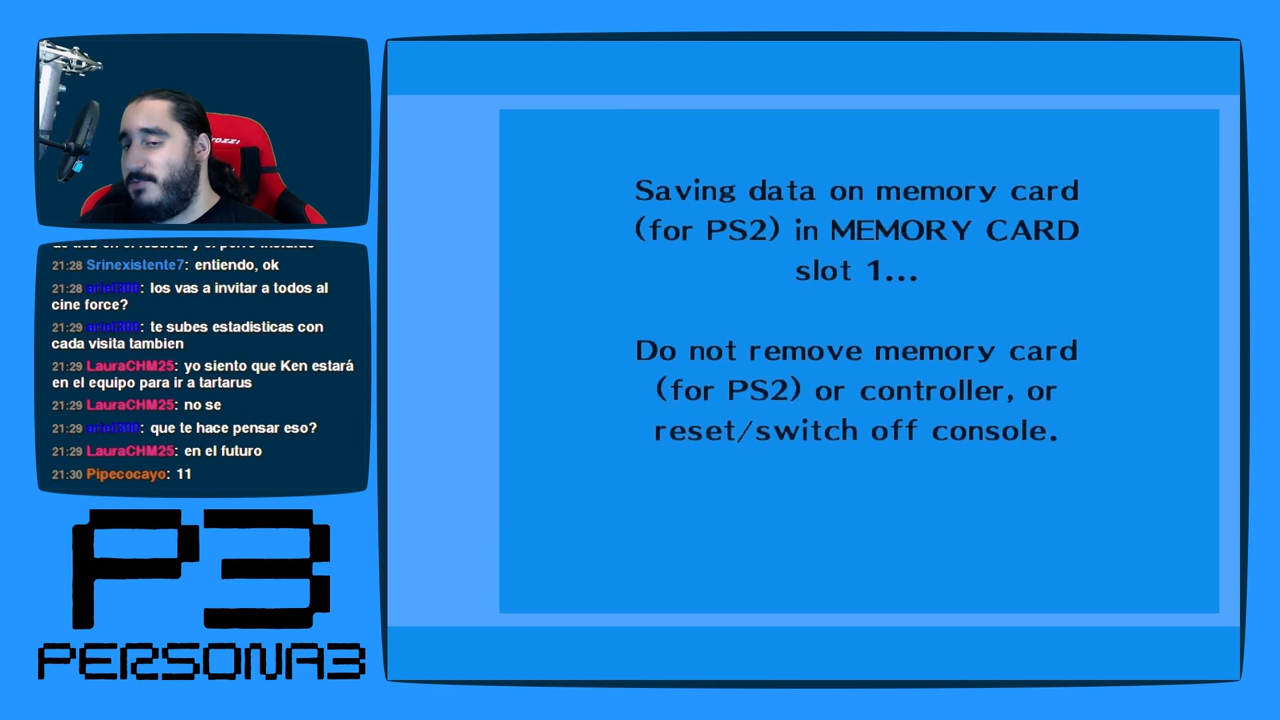 TOZZI
21:28 Srinexistente7: entiendo, ok
21:28 ariel300: los vas a invitar a todos al
cine force?
21:29 ariel300: te subes estadisticas con
cada visita tambien
21:29 LauraCHM25: yo siento que Ken estará
en el equipo para ir a tartarus
21:29 LauraCHM25: no se
21:29 ariel300: que te hace pensar eso?
21:29 LauraCHM25: en el futuro
21:30 Pipecocayo: 11
P3
PERSONA3
Saving data on memory card
(for PS2) in MEMORY CARD
slot 1...
Do not remove memory card
(for PS2) or controller, or
reset/switch off console.